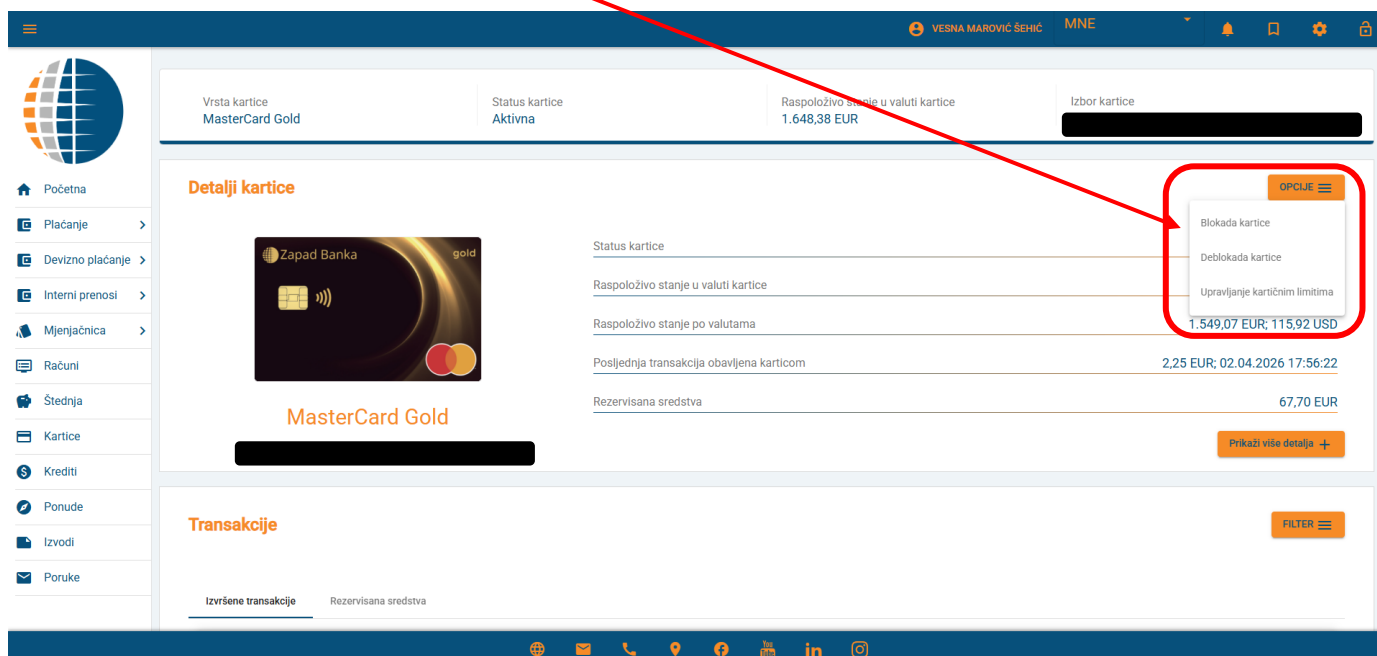 VESNA MAROVIĆ ŠEHIĆ
MNE
Vrsta kartice
MasterCard Gold
Status kartice
Aktivna
Raspoloživo stanje u valuti kartice
1.648,38 EUR
Izbor kartice
Početna
Plaćanje
Devizno plaćanje
Interni prenosi
Mjenjačnica
Računi
Štednja
Kartice
Krediti
Ponude
Izvodi
Poruke
Detalji kartice
OPCIJE
Blokada kartice
Deblokada kartice
Upravljanje kartičnim limitima
Zapad Banka
gold
MasterCard Gold
Status kartice
Raspoloživo stanje u valuti kartice
Raspoloživo stanje po valutama
1.549,07 EUR; 115,92 USD
Posljednja transakcija obavljena karticom
2,25 EUR; 02.04.2026 17:56:22
Rezervisana sredstva
67,70 EUR
Prikaži više detalja
Transakcije
FILTER
Izvršene transakcije
Rezervisana sredstva
You
Tube
in